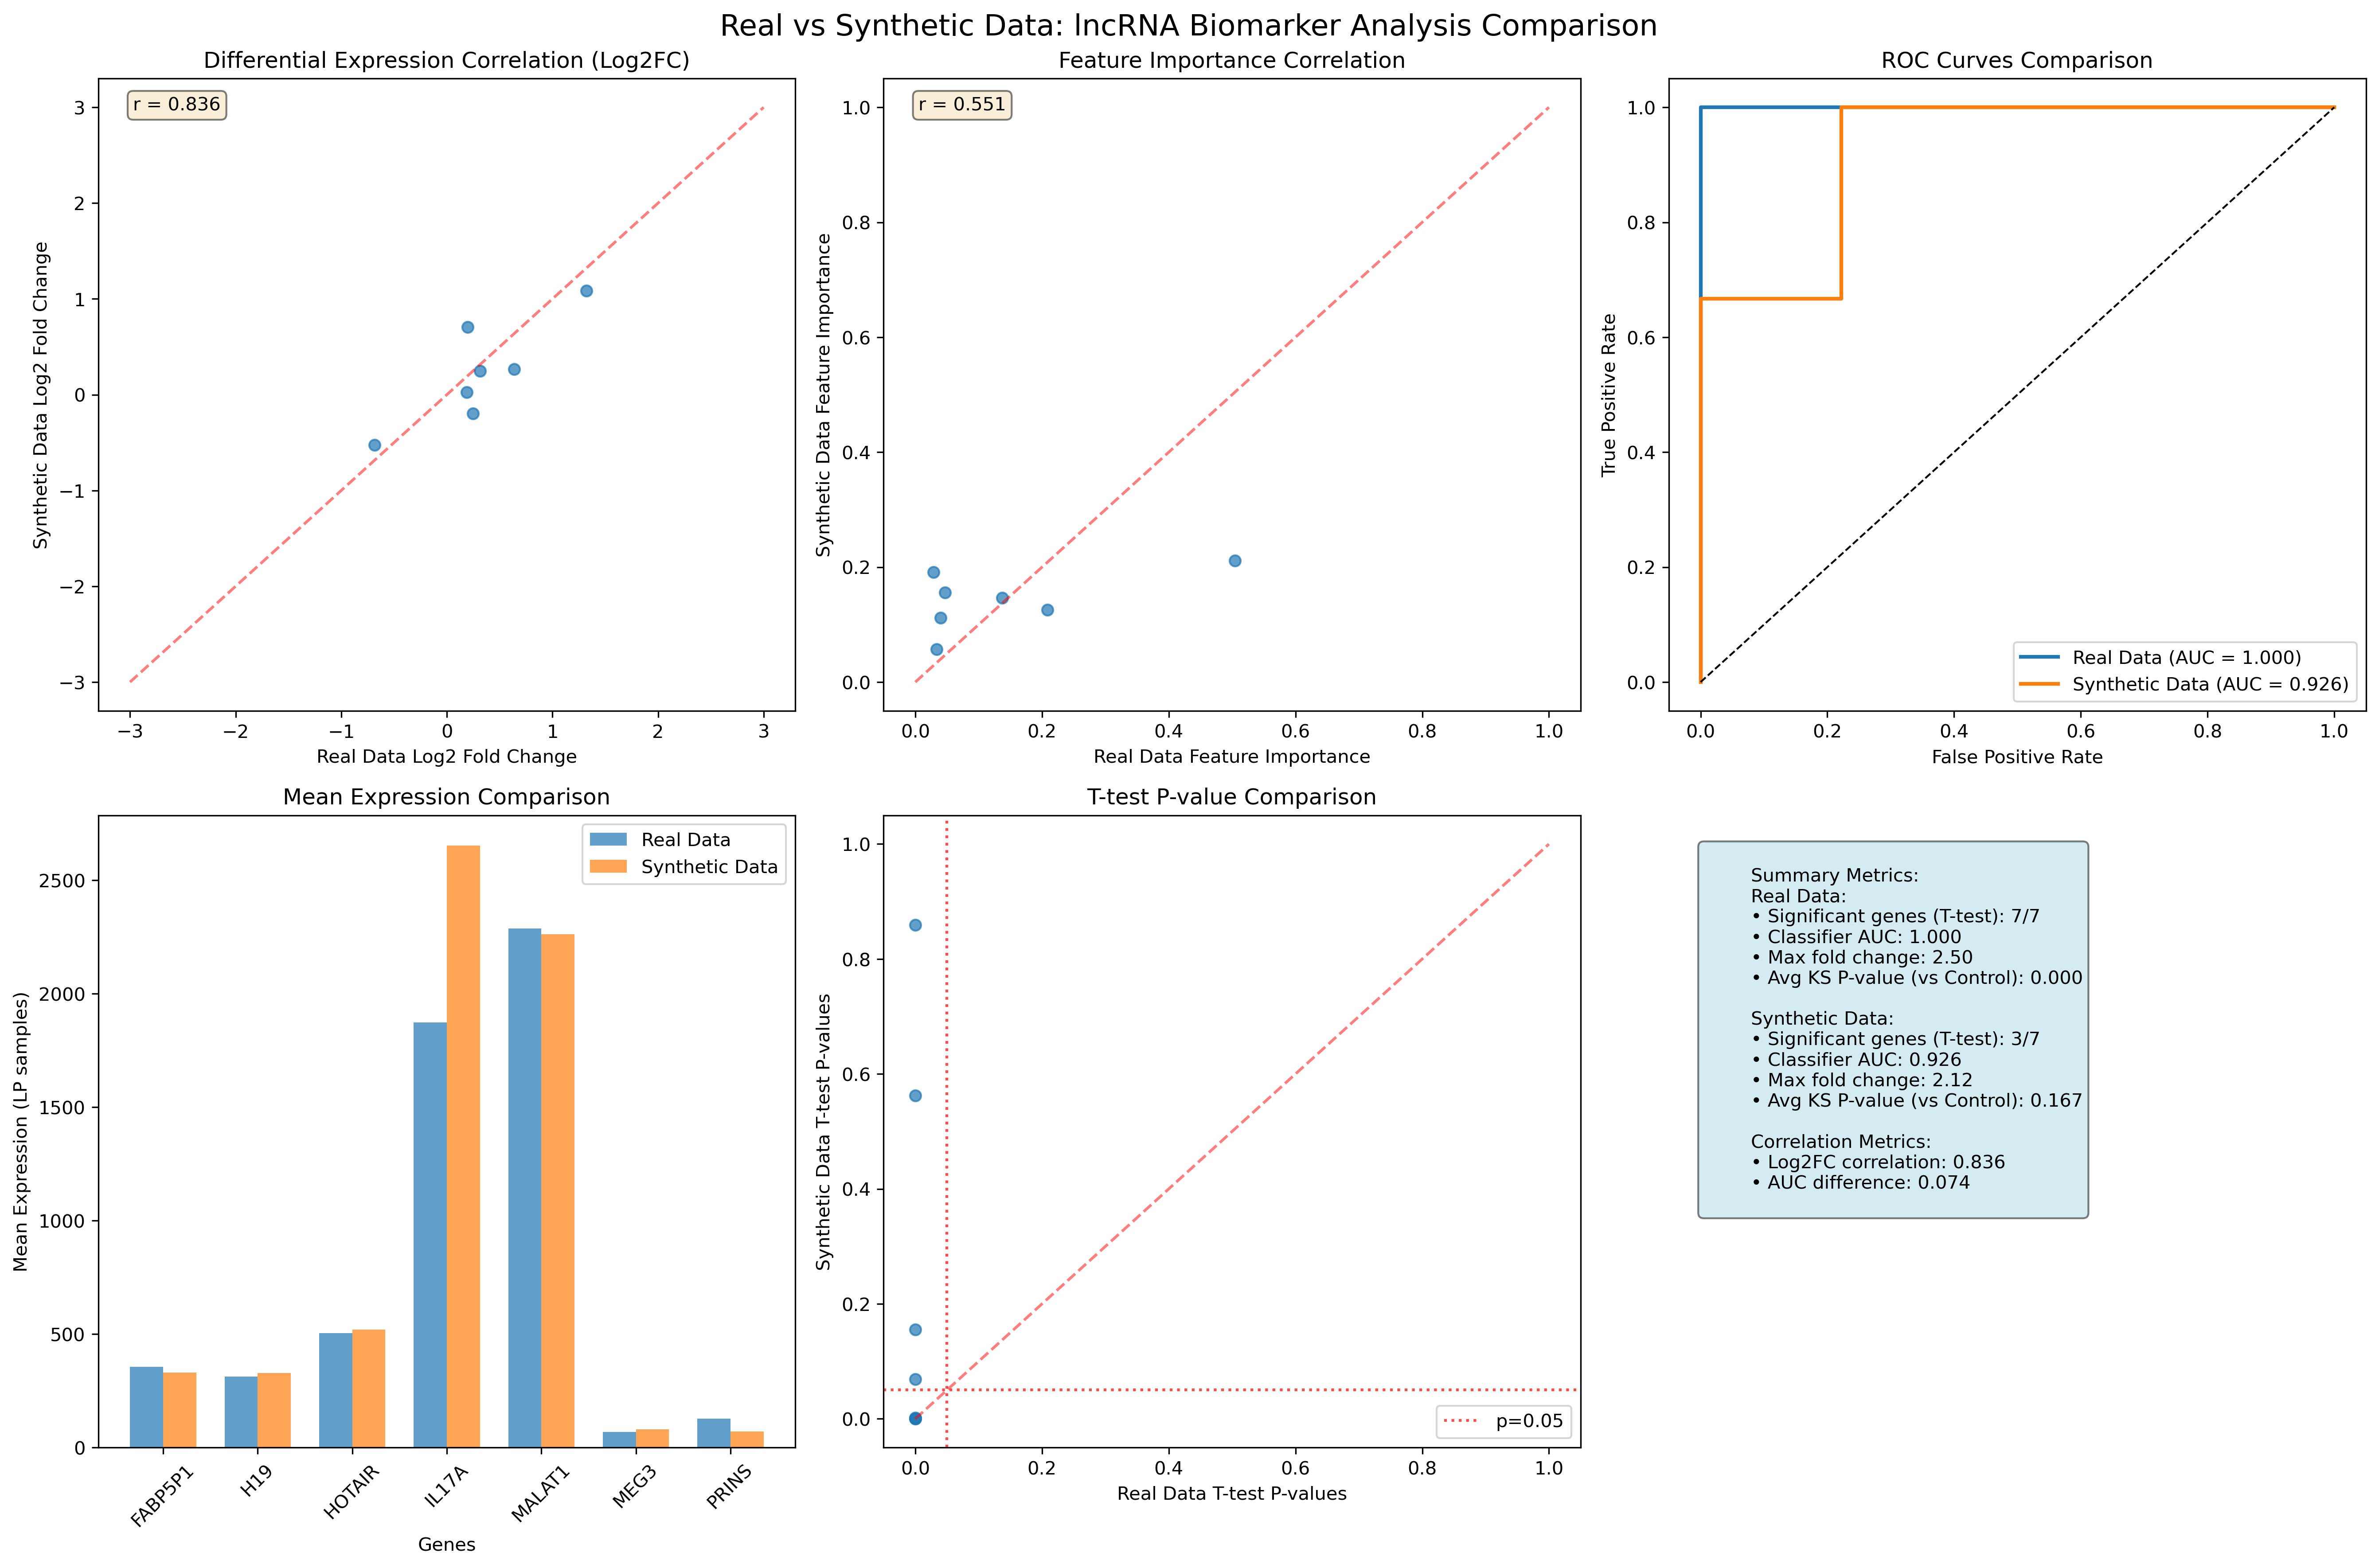 Real vs Synthetic Data: lncRNA Biomarker Analysis Comparison
Differential Expression Correlation (Log2FC)
r = 0.836
3
2
1
0
−1
−2
−3
Synthetic Data Log2 Fold Change
−3 −2 −1 0 1 2 3
Real Data Log2 Fold Change
Feature Importance Correlation
r = 0.551
1.0
0.8
0.6
0.4
0.2
0.0
Synthetic Data Feature Importance
0.0 0.2 0.4 0.6 0.8 1.0
Real Data Feature Importance
ROC Curves Comparison
1.0
0.8
0.6
0.4
0.2
0.0
True Positive Rate
Real Data (AUC = 1.000)
Synthetic Data (AUC = 0.926)
0.0 0.2 0.4 0.6 0.8 1.0
False Positive Rate
Mean Expression Comparison
Real Data
Synthetic Data
2500
2000
1500
1000
500
0
Mean Expression (LP samples)
FABP5P1 H19 HOTAIR IL17A MALAT1 MEG3 PRINS
Genes
T-test P-value Comparison
1.0
0.8
0.6
0.4
0.2
0.0
Synthetic Data T-test P-values
p=0.05
0.0 0.2 0.4 0.6 0.8 1.0
Real Data T-test P-values
Summary Metrics:
Real Data:
• Significant genes (T-test): 7/7
• Classifier AUC: 1.000
• Max fold change: 2.50
• Avg KS P-value (vs Control): 0.000
Synthetic Data:
• Significant genes (T-test): 3/7
• Classifier AUC: 0.926
• Max fold change: 2.12
• Avg KS P-value (vs Control): 0.167
Correlation Metrics:
• Log2FC correlation: 0.836
• AUC difference: 0.074